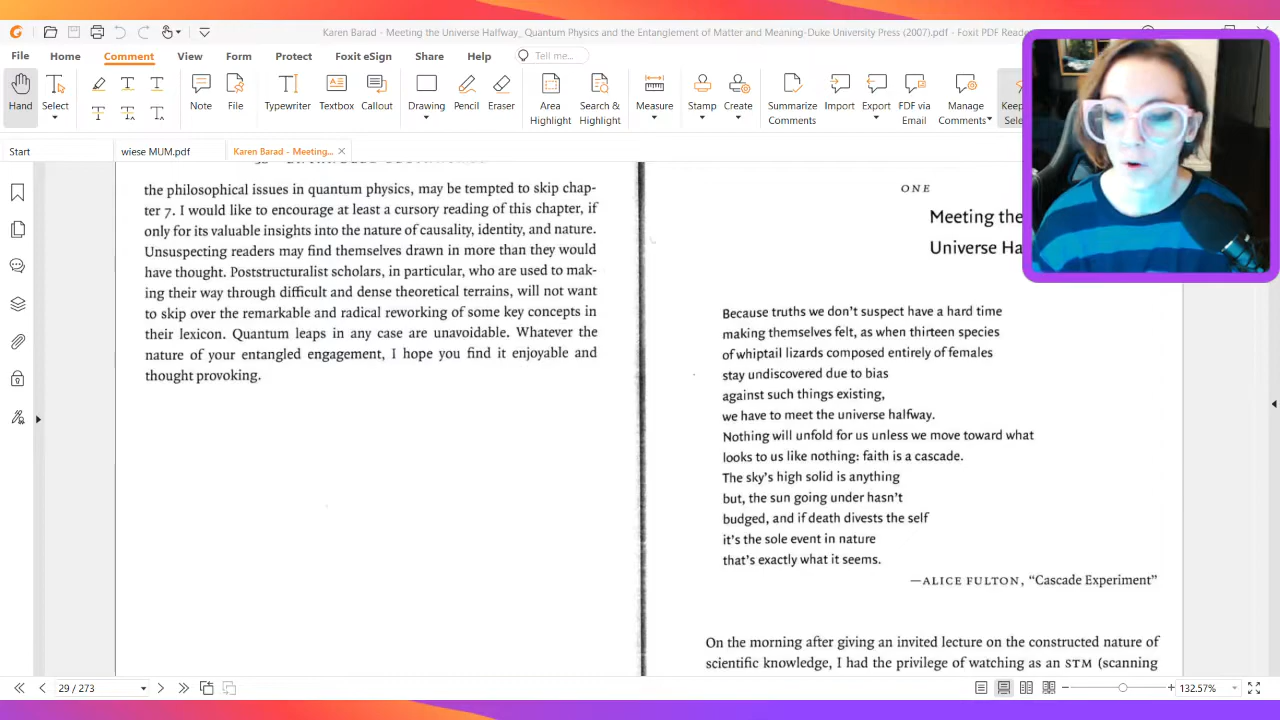 Karen Barad - Meeting the Universe Halfway_ Quantum Physics and the Entanglement of Matter and Meaning-Duke University Press (2007).pdf - Foxit PDF Reade
File Home Comment View Form Protect Foxit eSign Share Help Tell me...
Hand Select Note File Typewriter Textbox Callout Drawing Pencil Eraser Area Highlight Search & Highlight Measure Stamp Create Summarize Comments Import Export FDF via Email Manage Comments Keep Sele
Start wiese MUM.pdf Karen Barad - Meeting...
the philosophical issues in quantum physics, may be tempted to skip chap-
ter 7. I would like to encourage at least a cursory reading of this chapter, if
only for its valuable insights into the nature of causality, identity, and nature.
Unsuspecting readers may find themselves drawn in more than they would
have thought. Poststructuralist scholars, in particular, who are used to mak-
ing their way through difficult and dense theoretical terrains, will not want
to skip over the remarkable and radical reworking of some key concepts in
their lexicon. Quantum leaps in any case are unavoidable. Whatever the
nature of your entangled engagement, I hope you find it enjoyable and
thought provoking.
ONE
Meeting the
Universe Ha
Because truths we don't suspect have a hard time
making themselves felt, as when thirteen species
of whiptail lizards composed entirely of females
stay undiscovered due to bias
against such things existing,
we have to meet the universe halfway.
Nothing will unfold for us unless we move toward what
looks to us like nothing: faith is a cascade.
The sky's high solid is anything
but, the sun going under hasn't
budged, and if death divests the self
it's the sole event in nature
that's exactly what it seems.
—ALICE FULTON, "Cascade Experiment"
On the morning after giving an invited lecture on the constructed nature of
scientific knowledge, I had the privilege of watching as an STM (scanning
29 / 273
132.57%